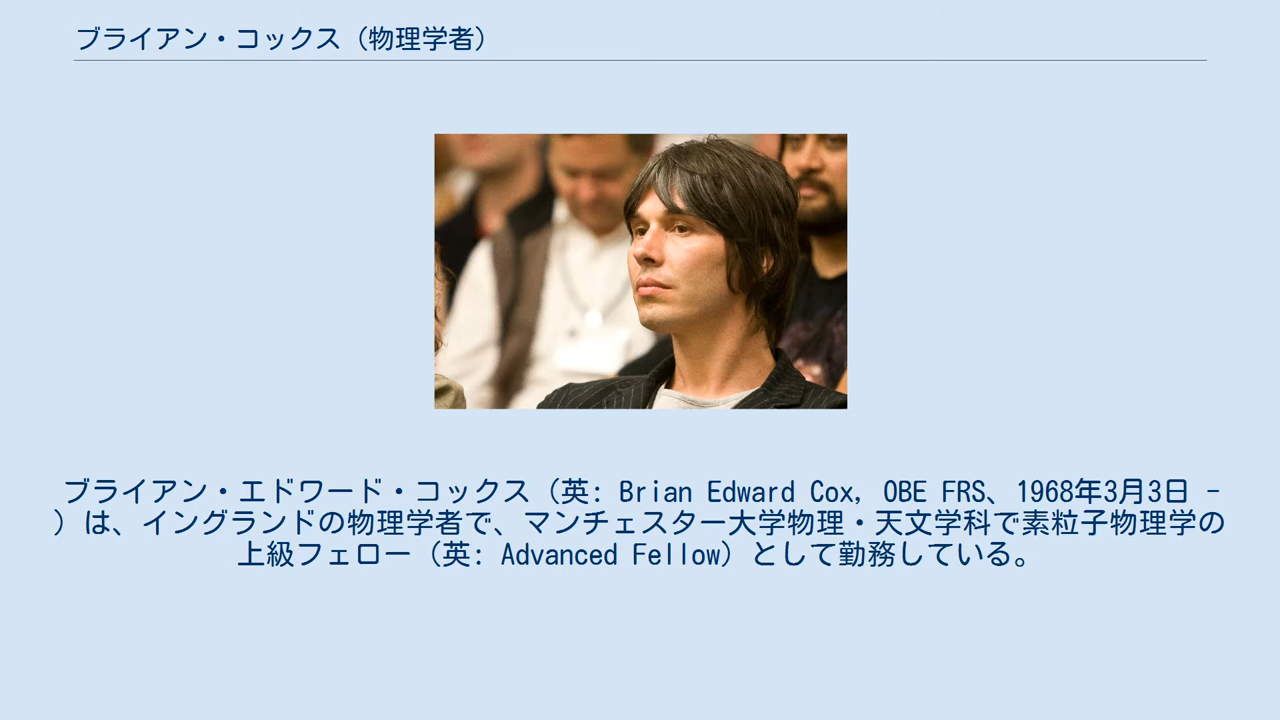 ブライアン・コックス（物理学者）
ブライアン・エドワード・コックス（英: Brian Edward Cox, OBE FRS、1968年3月3日 -
）は、イングランドの物理学者で、マンチェスター大学物理・天文学科で素粒子物理学の
上級フェロー（英: Advanced Fellow）として勤務している。